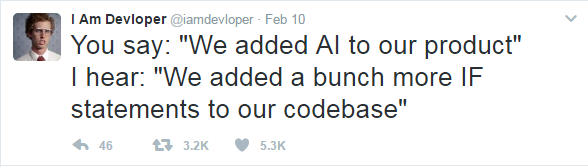 I Am Devloper @iamdevloper · Feb 10
You say: "We added AI to our product"
I hear: "We added a bunch more IF
statements to our codebase"
46 3.2K 5.3K